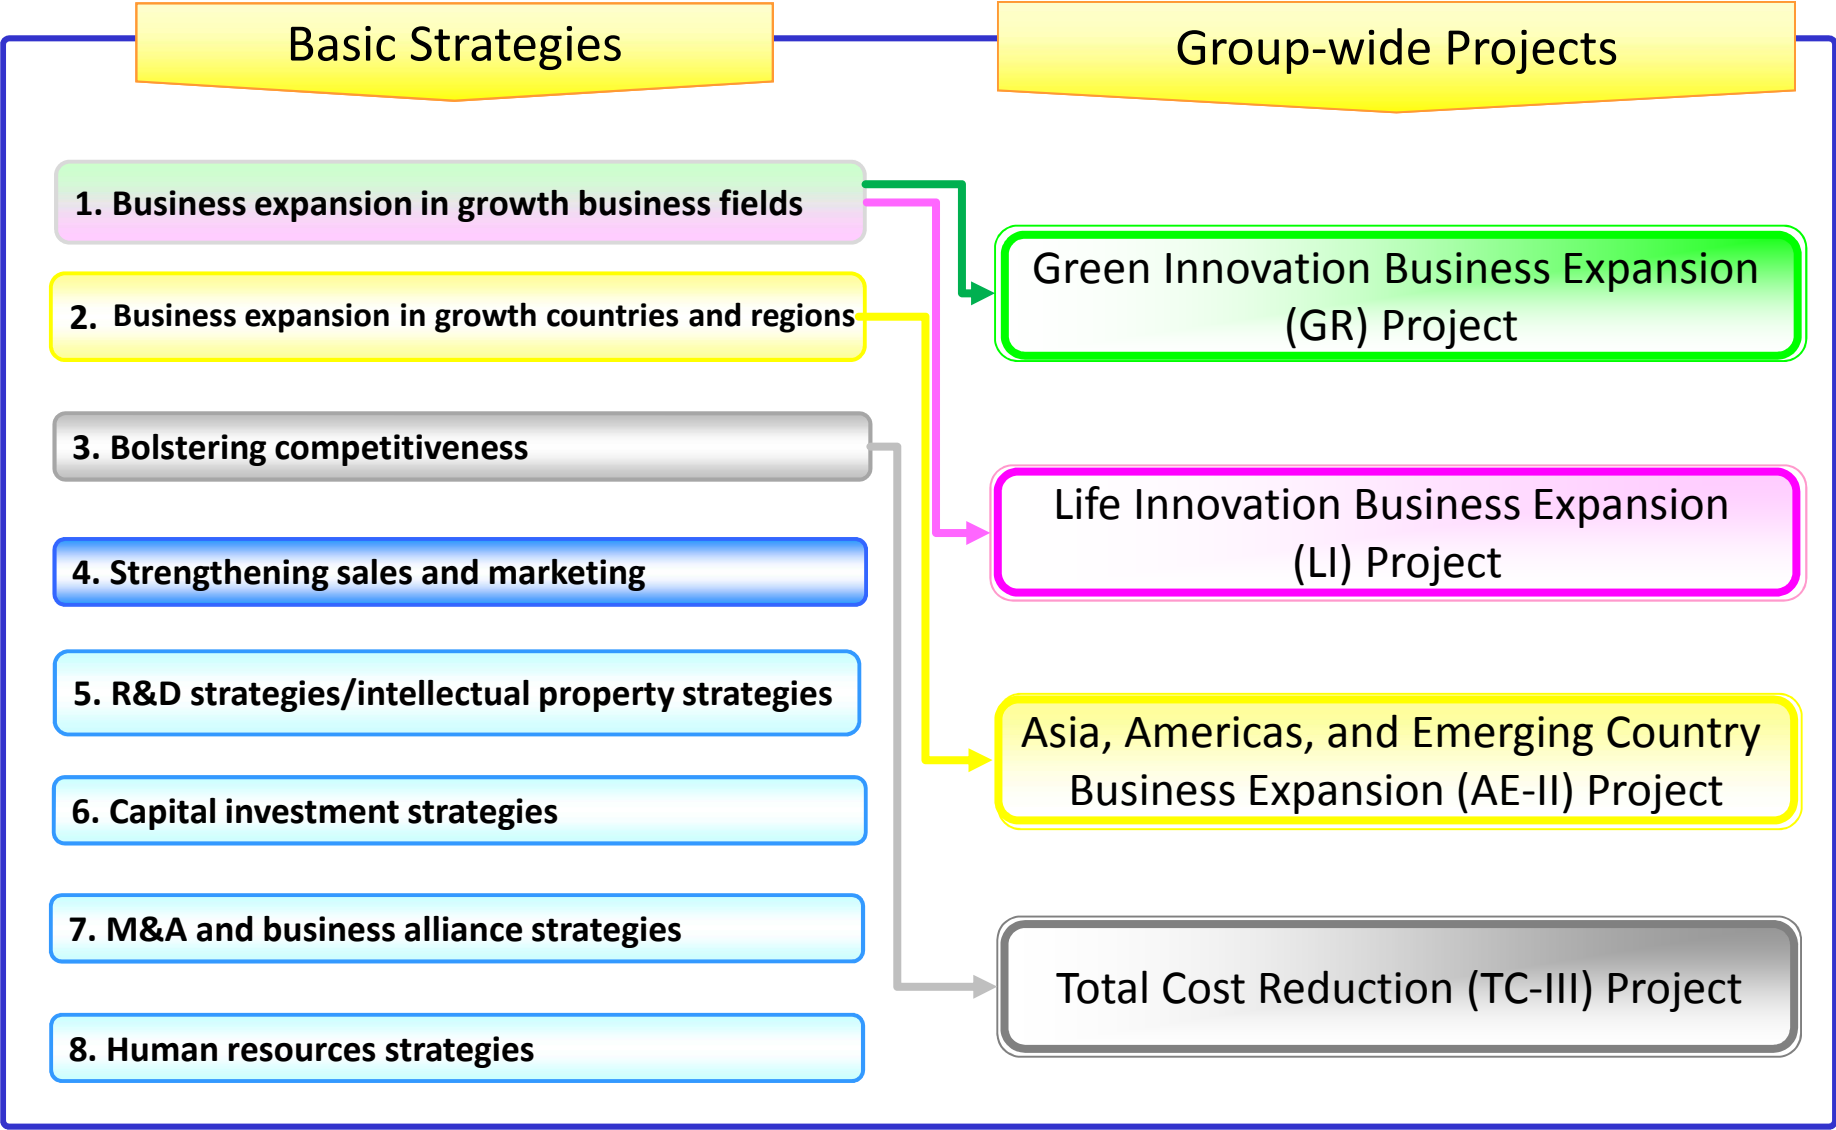 Basic Strategies
Group-wide Projects
1. Business expansion in growth business fields
2. Business expansion in growth countries and regions
3. Bolstering competitiveness
4. Strengthening sales and marketing
5. R&D strategies/intellectual property strategies
6. Capital investment strategies
7. M&A and business alliance strategies
8. Human resources strategies
Green Innovation Business Expansion
(GR) Project
Life Innovation Business Expansion
(LI) Project
Asia, Americas, and Emerging Country
Business Expansion (AE-II) Project
Total Cost Reduction (TC-III) Project